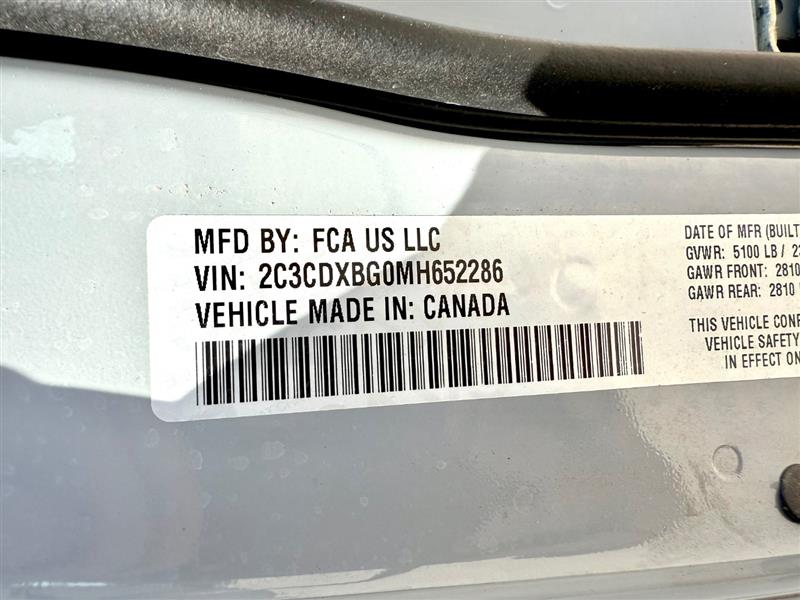 MFD BY: FCA US LLC
VIN: 2C3CDXBG0MH652286
VEHICLE MADE IN: CANADA
DATE OF MFR (BUILT
GVWR: 5100 LB / 2
GAWR FRONT: 2810
GAWR REAR: 2810
THIS VEHICLE CONF
VEHICLE SAFETY
IN EFFECT ON